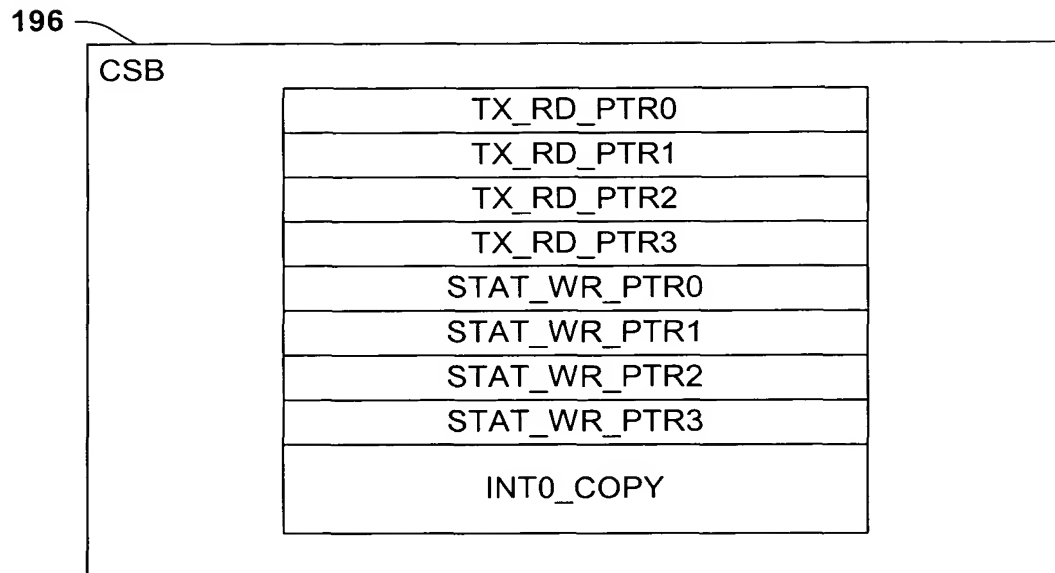 196
CSB
TX_RD_PTR0
TX_RD_PTR1
TX_RD_PTR2
TX_RD_PTR3
STAT_WR_PTR0
STAT_WR_PTR1
STAT_WR_PTR2
STAT_WR_PTR3
INT0_COPY